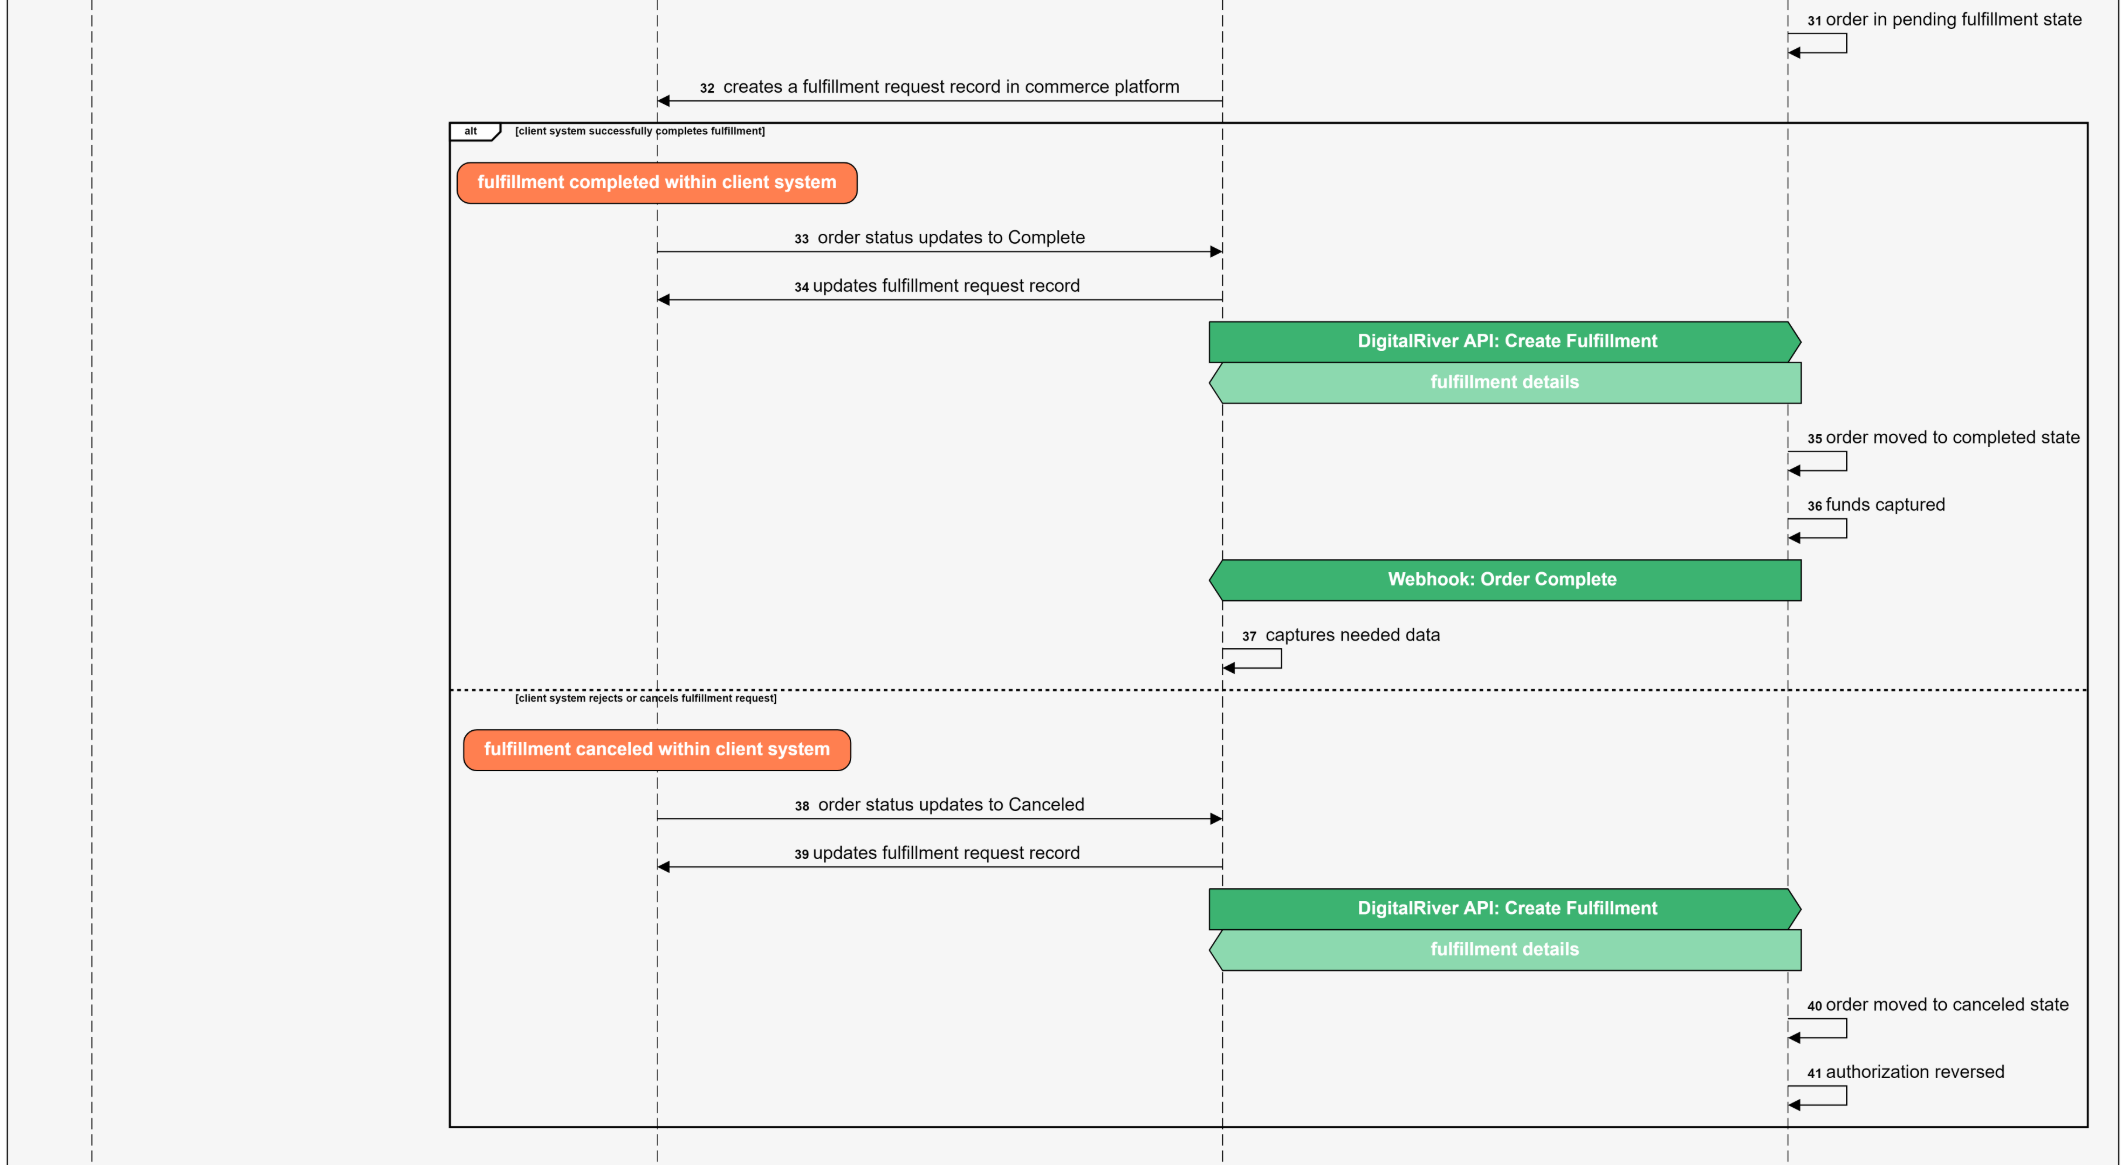 31 order in pending fulfillment state
32 creates a fulfillment request record in commerce platform
alt [client system successfully completes fulfillment]
fulfillment completed within client system
33 order status updates to Complete
34 updates fulfillment request record
DigitalRiver API: Create Fulfillment
fulfillment details
35 order moved to completed state
36 funds captured
Webhook: Order Complete
37 captures needed data
[client system rejects or cancels fulfillment request]
fulfillment canceled within client system
38 order status updates to Canceled
39 updates fulfillment request record
DigitalRiver API: Create Fulfillment
fulfillment details
40 order moved to canceled state
41 authorization reversed